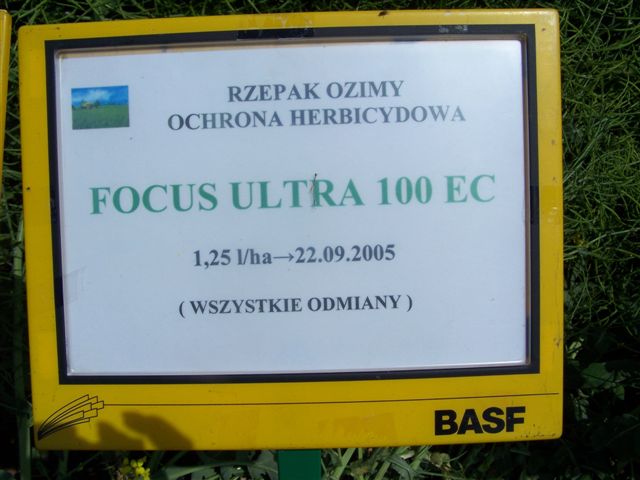 RZEPAK OZIMY
OCHRONA HERBICYDOWA
FOCUS ULTRA 100 EC
1,25 l/ha→22.09.2005
( WSZYSTKIE ODMIANY )
BASF